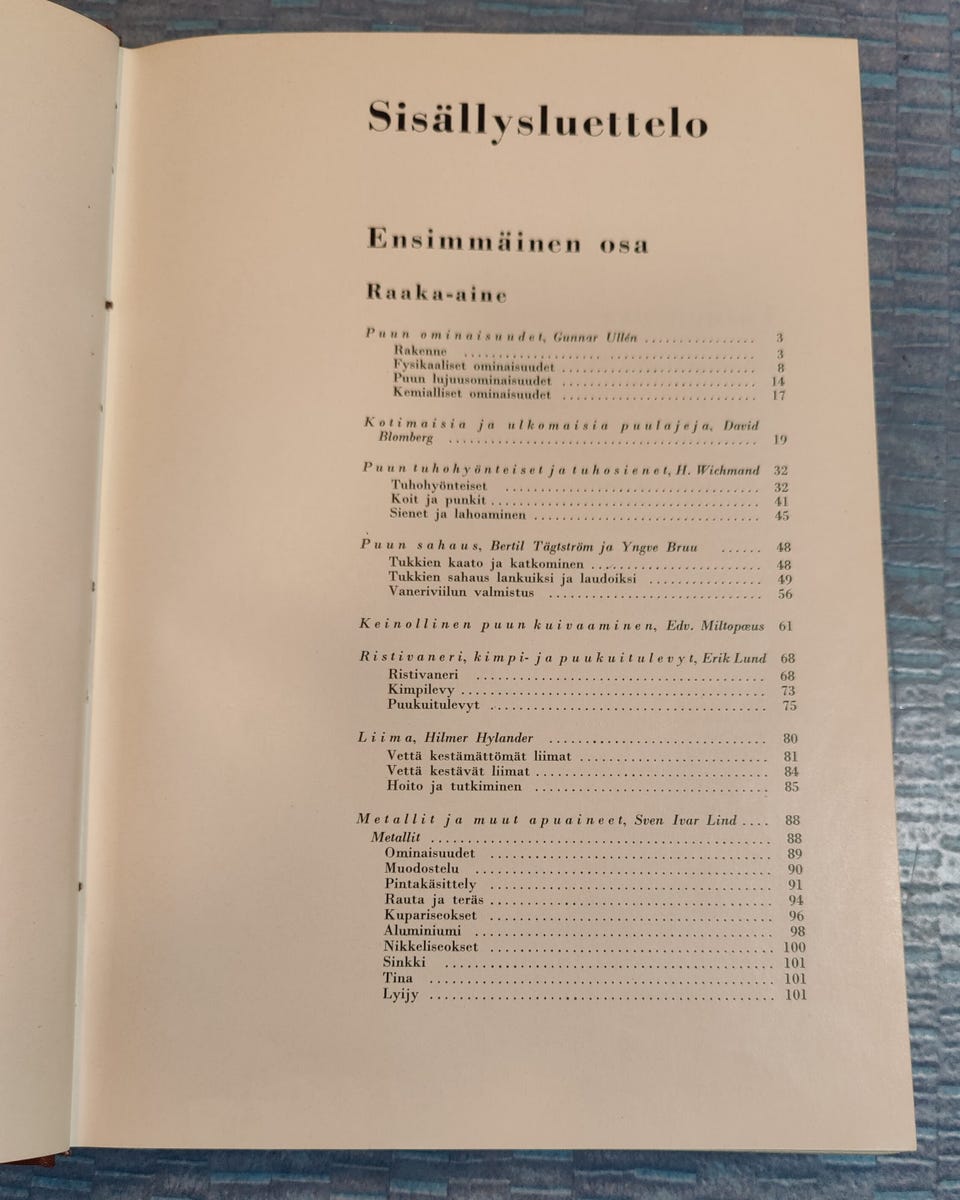 Sisällysluettelo
Ensimmäinen osa
Raaka-aine
Puun ominaisuudet, Gunnar Ullén ............... 3
Rakenne ............... 3
Fysikaaliset ominaisuudet ............... 8
Puun lujuusominaisuudet ............... 14
Kemialliset ominaisuudet ............... 17
Kotimaisia ja ulkomaisia puulajeja, David
Blomberg ............... 19
Puun tuhohyönteiset ja tuhosienet, H. Wichmand 32
Tuhohyönteiset ............... 32
Koit ja punkit ............... 41
Sienet ja lahoaminen ............... 45
Puun sahaus, Bertil Tägtström ja Yngve Bruu ...... 48
Tukkien kaato ja katkominen ............... 48
Tukkien sahaus lankuiksi ja laudoiksi ............... 49
Vaneriviilun valmistus ............... 56
Keinollinen puun kuivaaminen, Edv. Miltopæus 61
Ristivaneri, kimpi- ja puukuitulevyt, Erik Lund 68
Ristivaneri ............... 68
Kimpilevy ............... 73
Puukuitulevyt ............... 75
Liima, Hilmer Hylander ............... 80
Vettä kestämättömät liimat ............... 81
Vettä kestävät liimat ............... 84
Hoito ja tutkiminen ............... 85
Metallit ja muut apuaineet, Sven Ivar Lind .... 88
Metallit ............... 88
Ominaisuudet ............... 89
Muodostelu ............... 90
Pintakäsittely ............... 91
Rauta ja teräs ............... 94
Kupariseokset ............... 96
Aluminiumi ............... 98
Nikkeliseokset ............... 100
Sinkki ............... 101
Tina ............... 101
Lyijy ............... 101